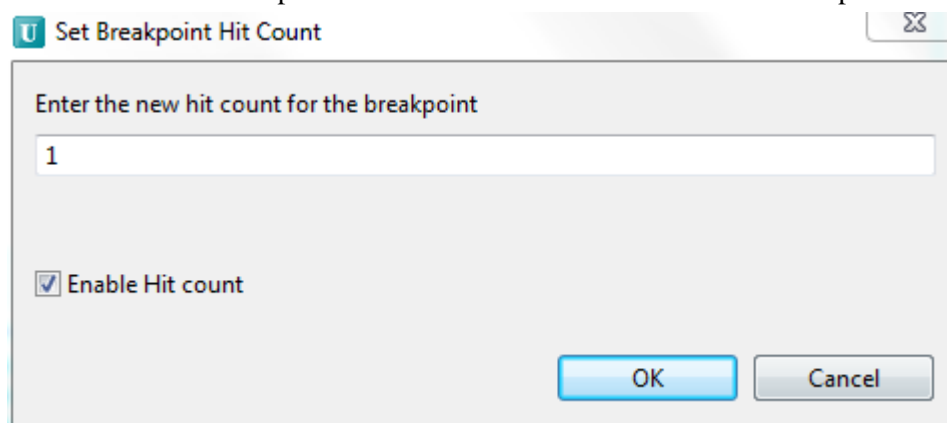 U Set Breakpoint Hit Count
Enter the new hit count for the breakpoint
1
Enable Hit count
OK Cancel